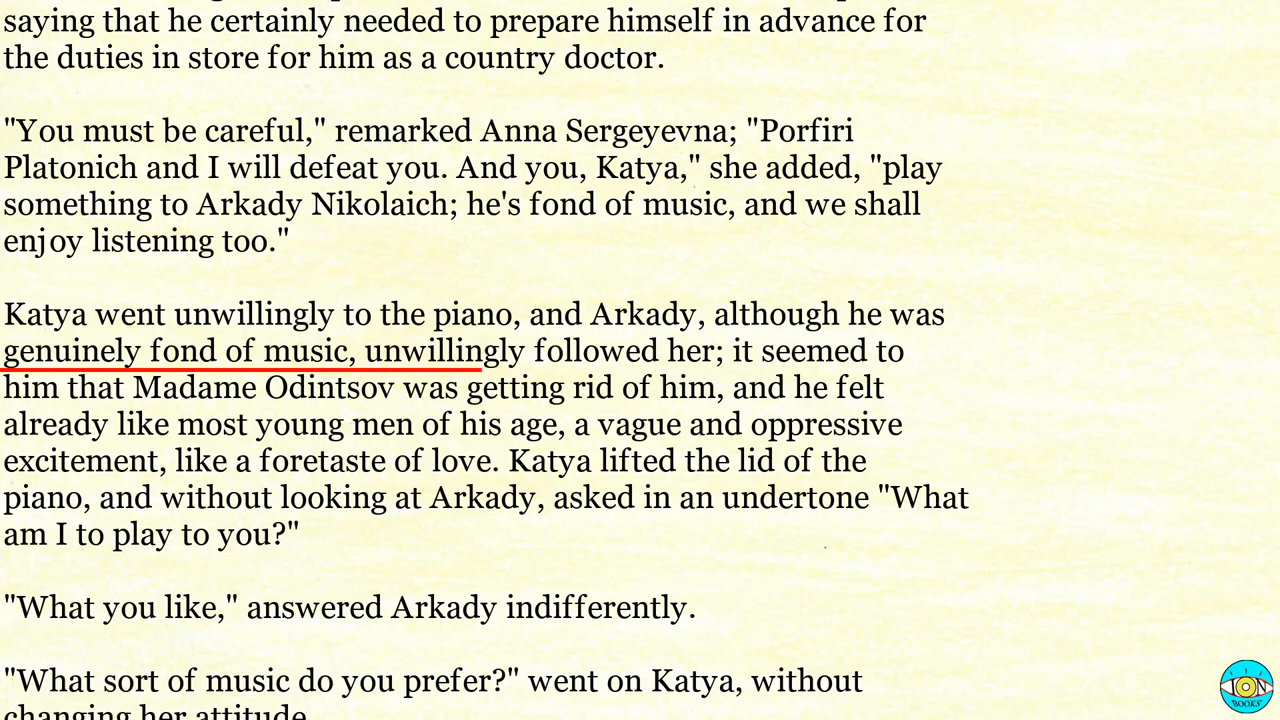 saying that he certainly needed to prepare himself in advance for
the duties in store for him as a country doctor.
"You must be careful," remarked Anna Sergeyevna; "Porfiri
Platonich and I will defeat you. And you, Katya," she added, "play
something to Arkady Nikolaich; he's fond of music, and we shall
enjoy listening too."
Katya went unwillingly to the piano, and Arkady, although he was
genuinely fond of music, unwillingly followed her; it seemed to
him that Madame Odintsov was getting rid of him, and he felt
already like most young men of his age, a vague and oppressive
excitement, like a foretaste of love. Katya lifted the lid of the
piano, and without looking at Arkady, asked in an undertone "What
am I to play to you?"
"What you like," answered Arkady indifferently.
"What sort of music do you prefer?" went on Katya, without
changing her attitude.
ION
BOOKS